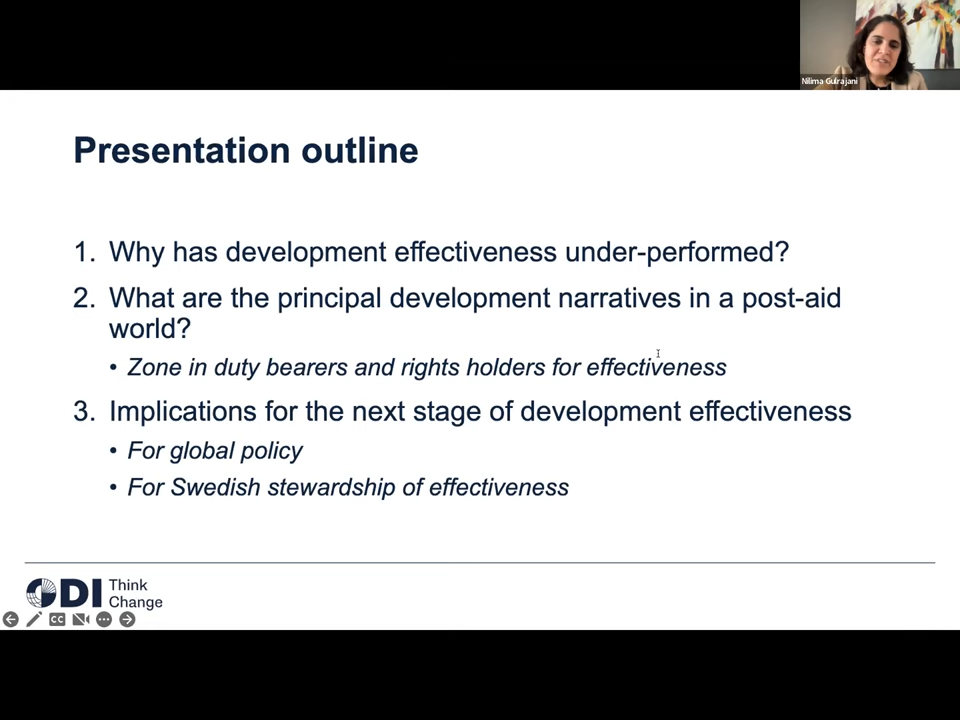 Nilima Gulrajani
Presentation outline
1. Why has development effectiveness under-performed?
2. What are the principal development narratives in a post-aid
world?
• Zone in duty bearers and rights holders for effectiveness
3. Implications for the next stage of development effectiveness
• For global policy
• For Swedish stewardship of effectiveness
ODI Think
Change
CC